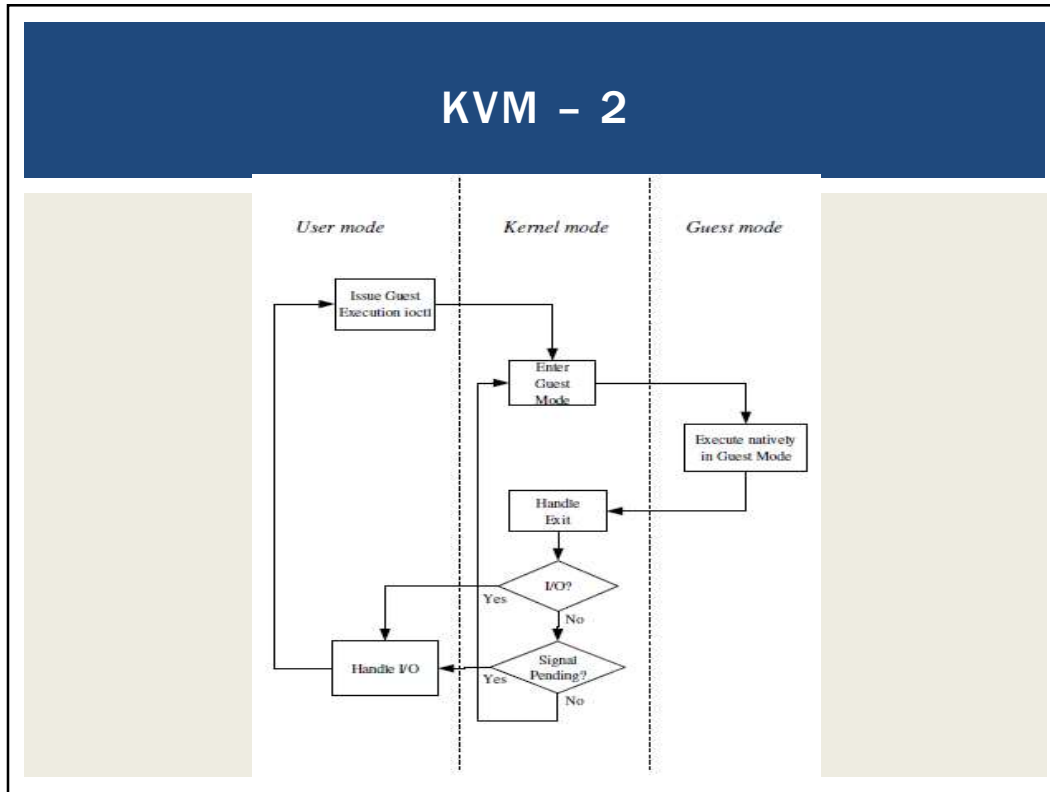 KVM – 2
User mode
Kernel mode
Guest mode
Issue Guest
Execution ioctl
Enter
Guest
Mode
Execute natively
in Guest Mode
Handle
Exit
I/O?
Yes
No
Handle I/O
Signal
Pending?
Yes
No